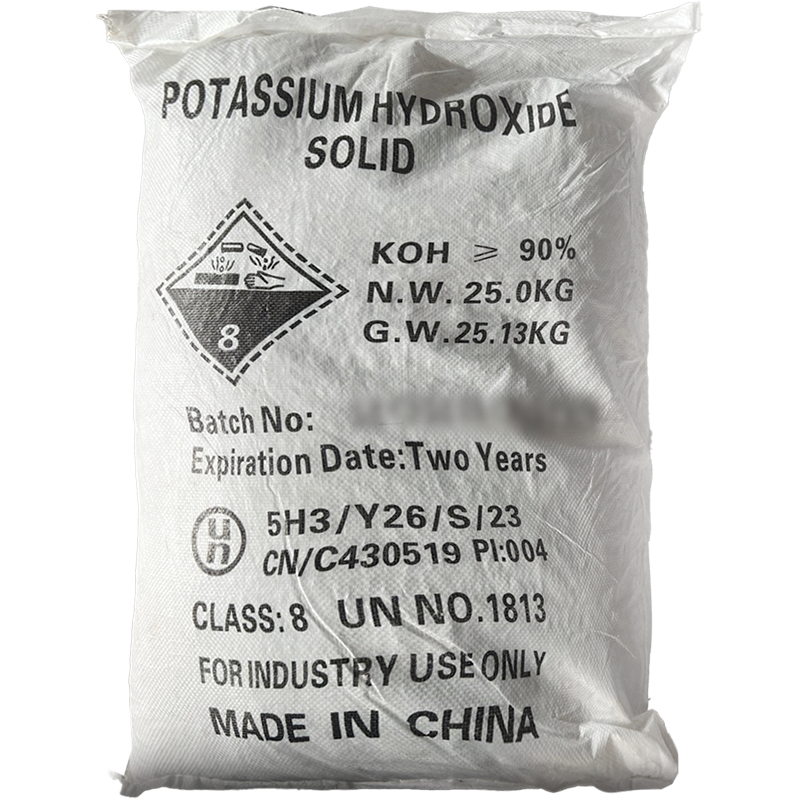 POTASSIUM HYDROXIDE
SOLID
KOH ⩾ 90%
N.W. 25.0KG
G.W. 25.13KG
8
Batch No:
Expiration Date:Two Years
un
5H3/Y26/S/23
CN/C430519 PI:004
CLASS: 8 UN NO.1813
FOR INDUSTRY USE ONLY
MADE IN CHINA